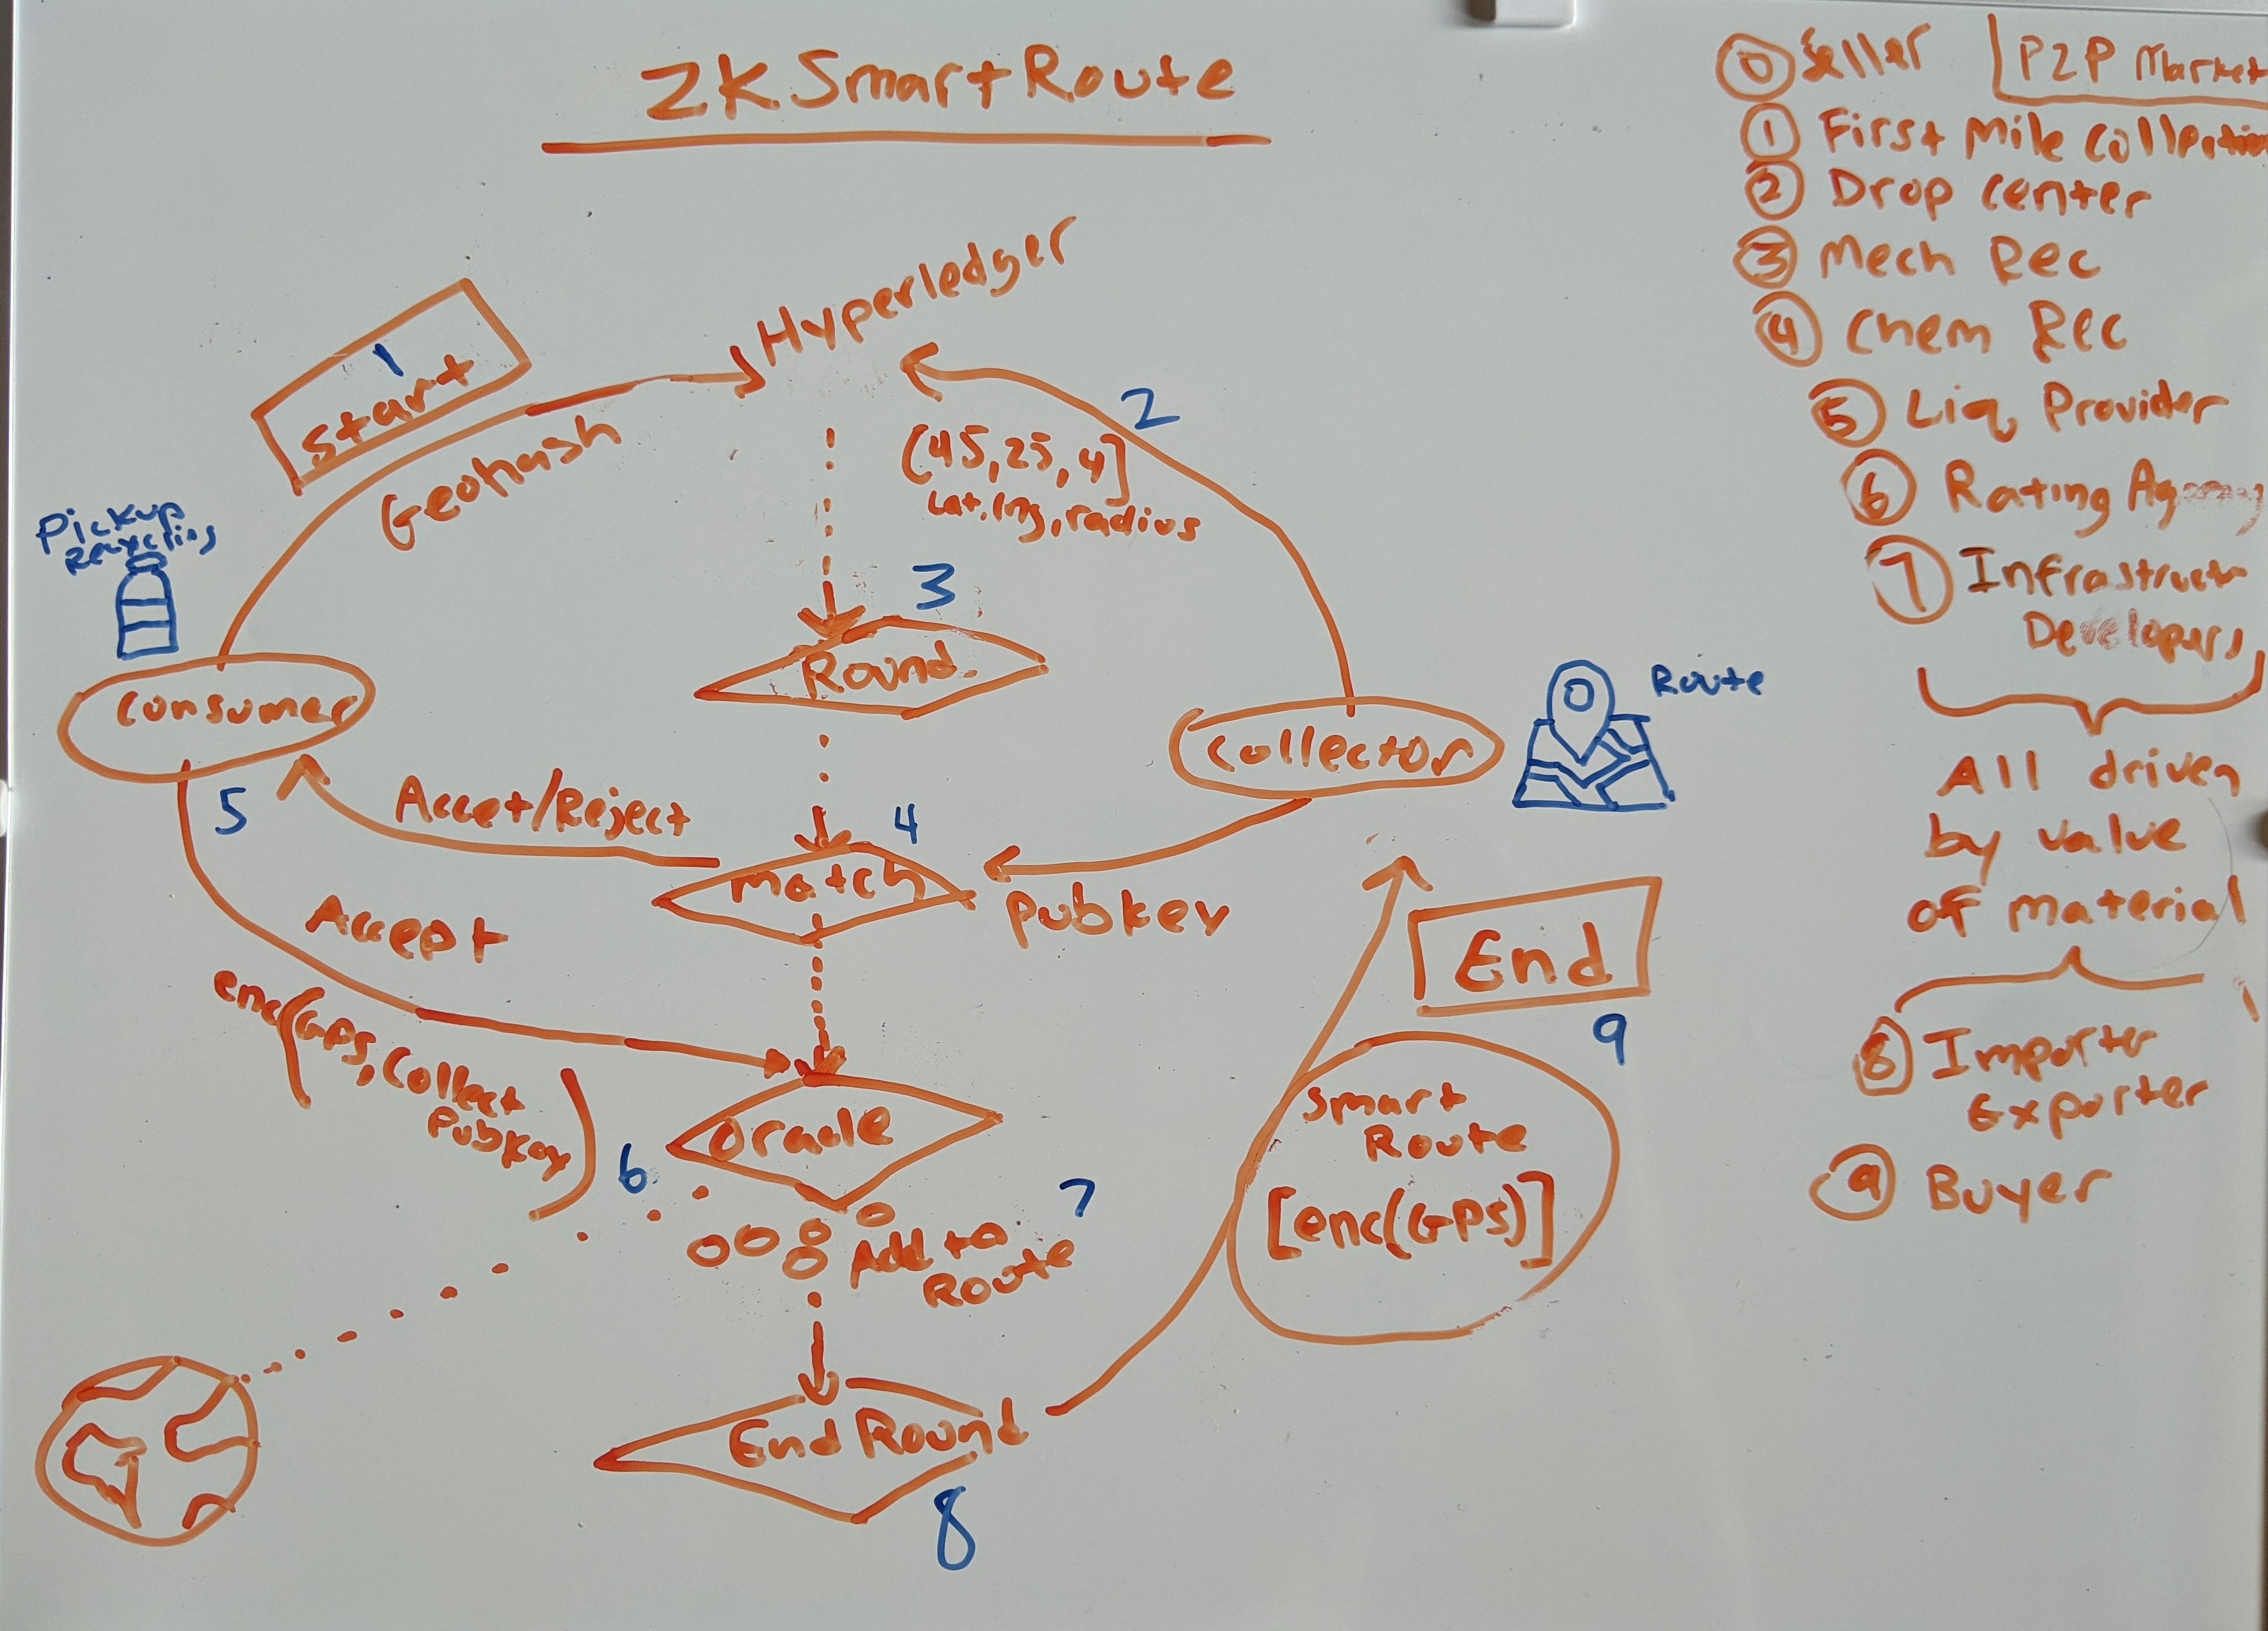 ZK Smart Route
Hyperledger
1
Start
Geohash
2
(45,25,4]
Lat,lng,radius
Pickup
Recycling
3
Round
Consumer
Collector
Route
5
Accet/Reject
4
Match
Pubkey
Accept
enc(GPS, Collect
Pubkey)
End
9
Oracle
6
7
Add to
Route
Smart
Route
[enc(GPS)]
End Round
8
0 Seller
P2P Market
1 First Mile Collection
2 Drop center
3 Mech Rec
4 Chem Rec
5 Liq Provider
6 Rating
7 Infrastructr
Developers
All driven
by value
of material
8 Importer
Exporter
9 Buyer